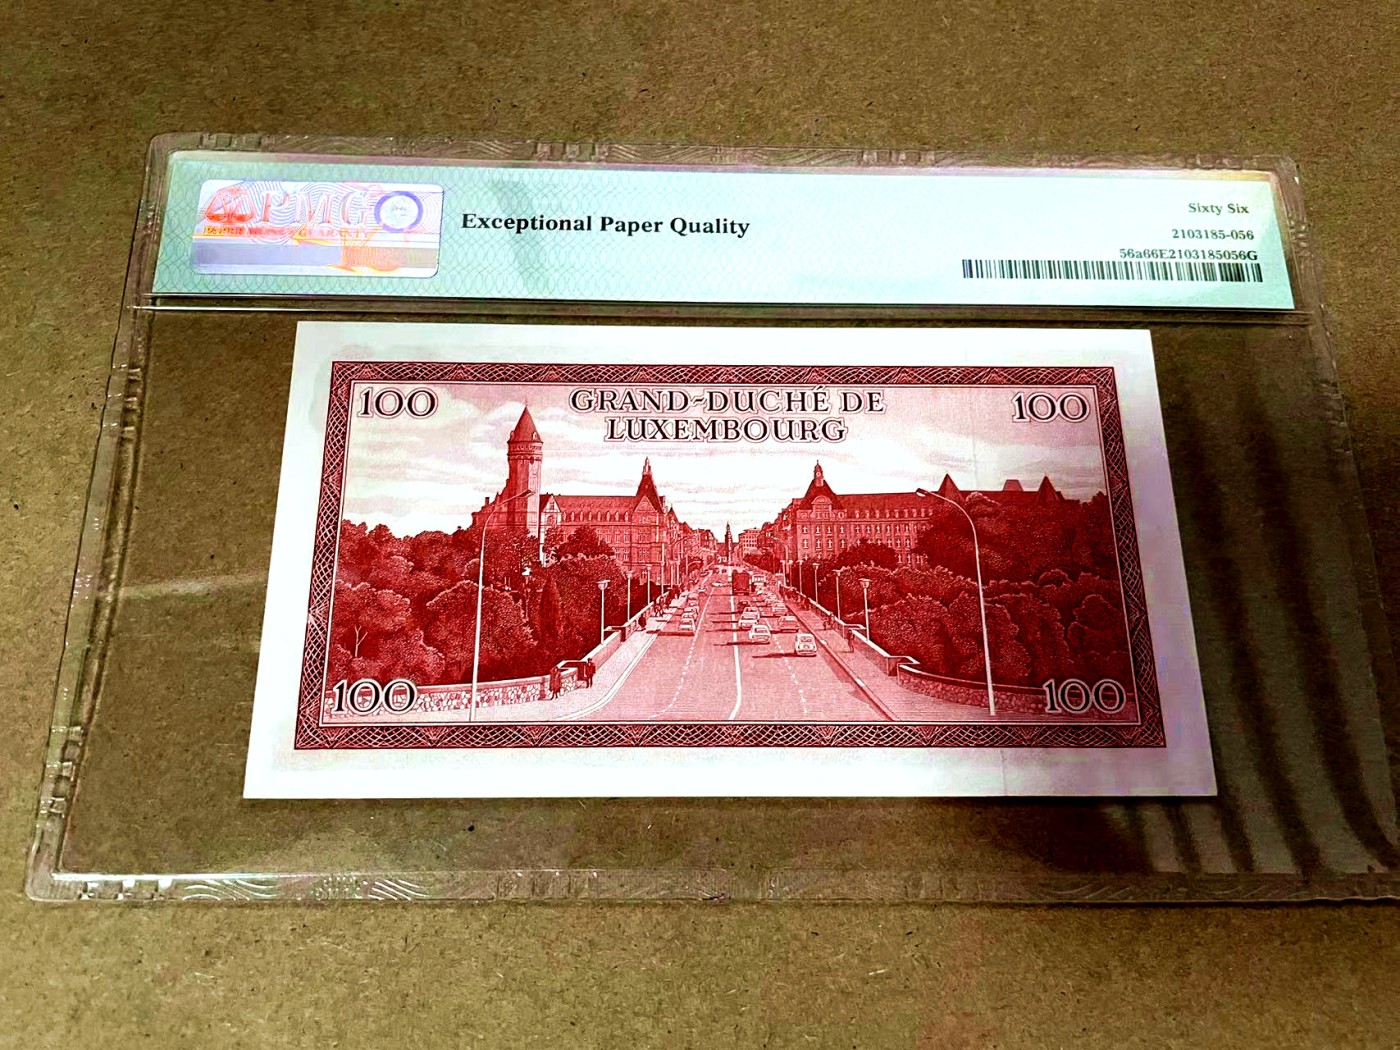 PMG
Exceptional Paper Quality
Sixty Six
2103185-056
56a66E2103185056G
100
GRAND-DUCHÉ DE
LUXEMBOURG
100
100
100